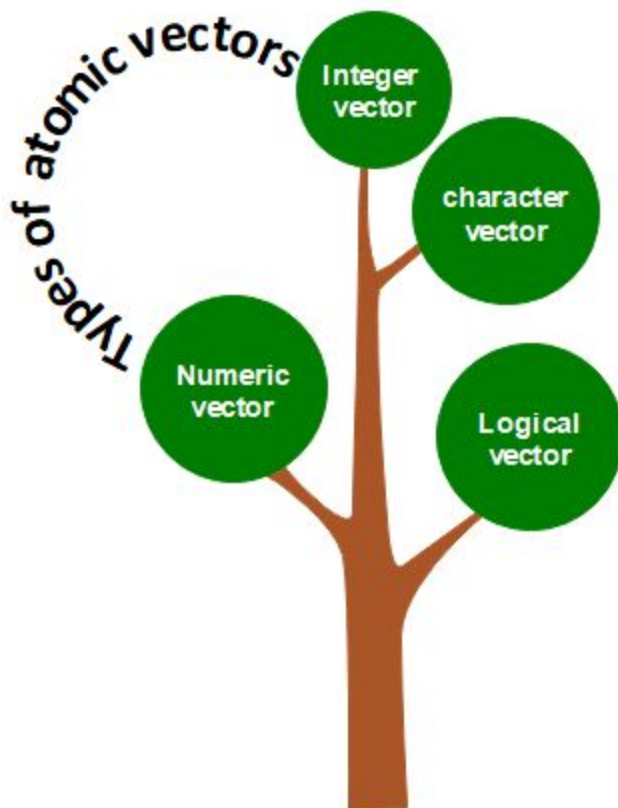 Types of atomic vectors
Integer
vector
character
vector
Numeric
vector
Logical
vector